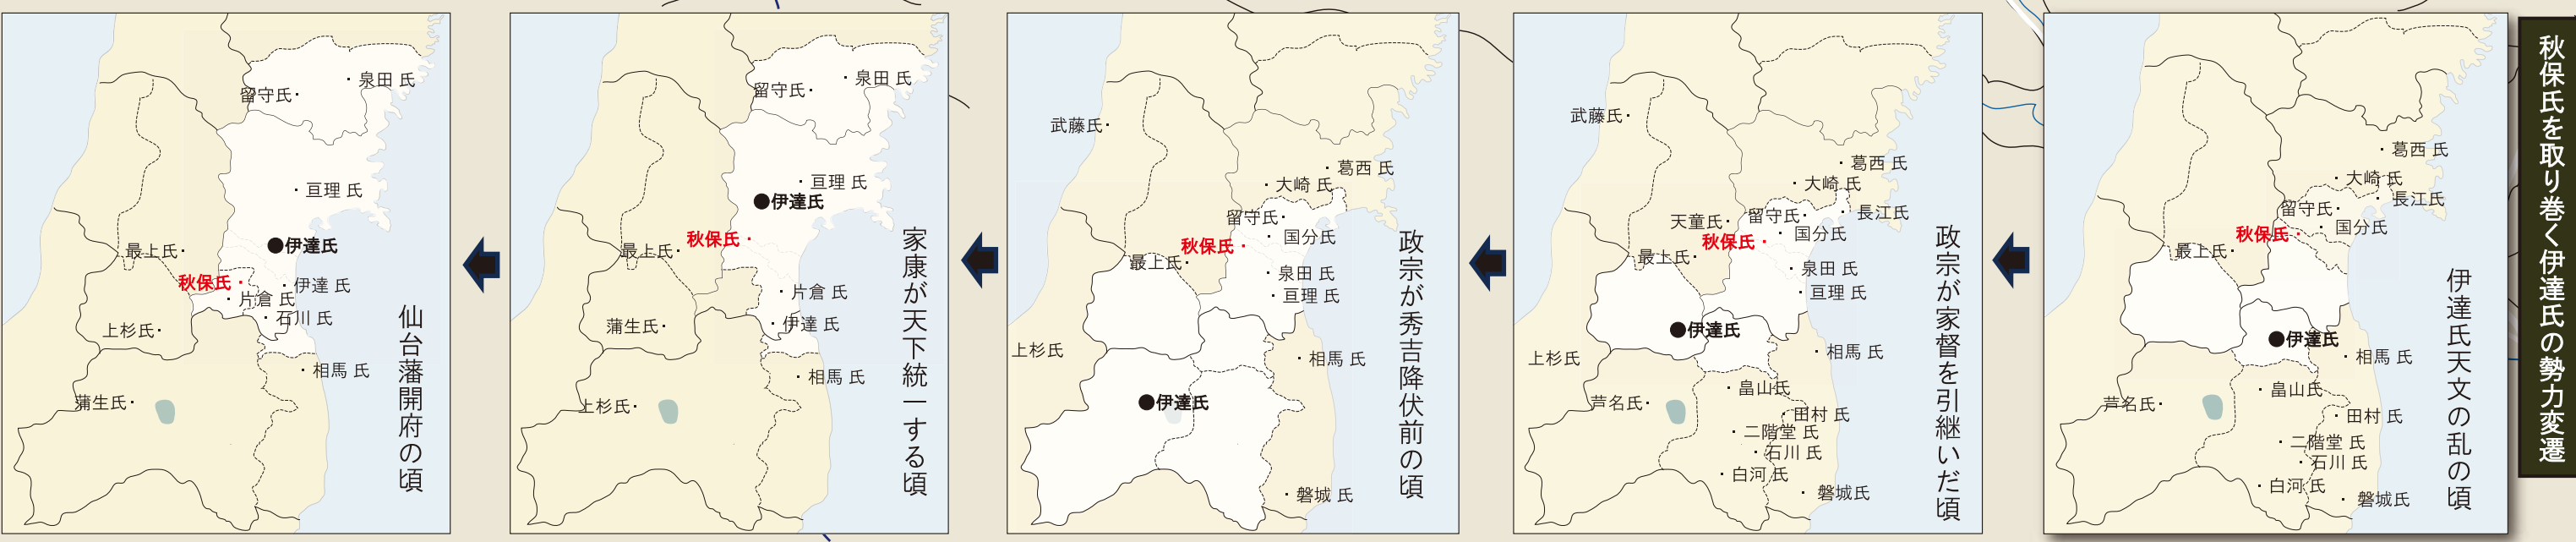 秋保氏を取り巻く伊達氏の勢力変遷
伊達氏天文の乱の頃
葛西 氏
大崎 氏
長江氏
留守氏
国分氏
秋保氏
最上氏
伊達氏
相馬 氏
畠山氏
芦名氏
田村 氏
二階堂 氏
石川 氏
白河 氏
磐城氏
政宗が家督を引継いだ頃
武藤氏
葛西 氏
大崎 氏
長江氏
留守氏
天童氏
国分氏
秋保氏
最上氏
泉田 氏
亘理 氏
伊達氏
上杉氏
相馬 氏
畠山氏
芦名氏
田村 氏
二階堂 氏
石川 氏
白河 氏
磐城氏
政宗が秀吉降伏前の頃
武藤氏
葛西 氏
大崎 氏
留守氏
国分氏
秋保氏
最上氏
泉田 氏
亘理 氏
上杉氏
相馬 氏
伊達氏
磐城 氏
家康が天下統一する頃
泉田 氏
留守氏
亘理 氏
伊達氏
秋保氏
最上氏
片倉 氏
蒲生氏
伊達 氏
相馬 氏
上杉氏
仙台藩開府の頃
泉田 氏
留守氏
亘理 氏
伊達氏
最上氏
秋保氏
伊達 氏
片倉 氏
石川 氏
上杉氏
相馬 氏
蒲生氏